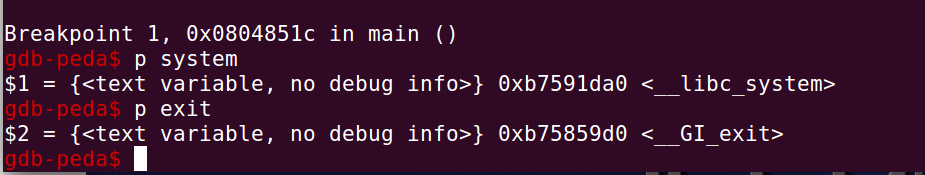 Breakpoint 1, 0x0804851c in main ()
gdb-peda$ p system
$1 = {<text variable, no debug info>} 0xb7591da0 <__libc_system>
gdb-peda$ p exit
$2 = {<text variable, no debug info>} 0xb75859d0 <__GI_exit>
gdb-peda$